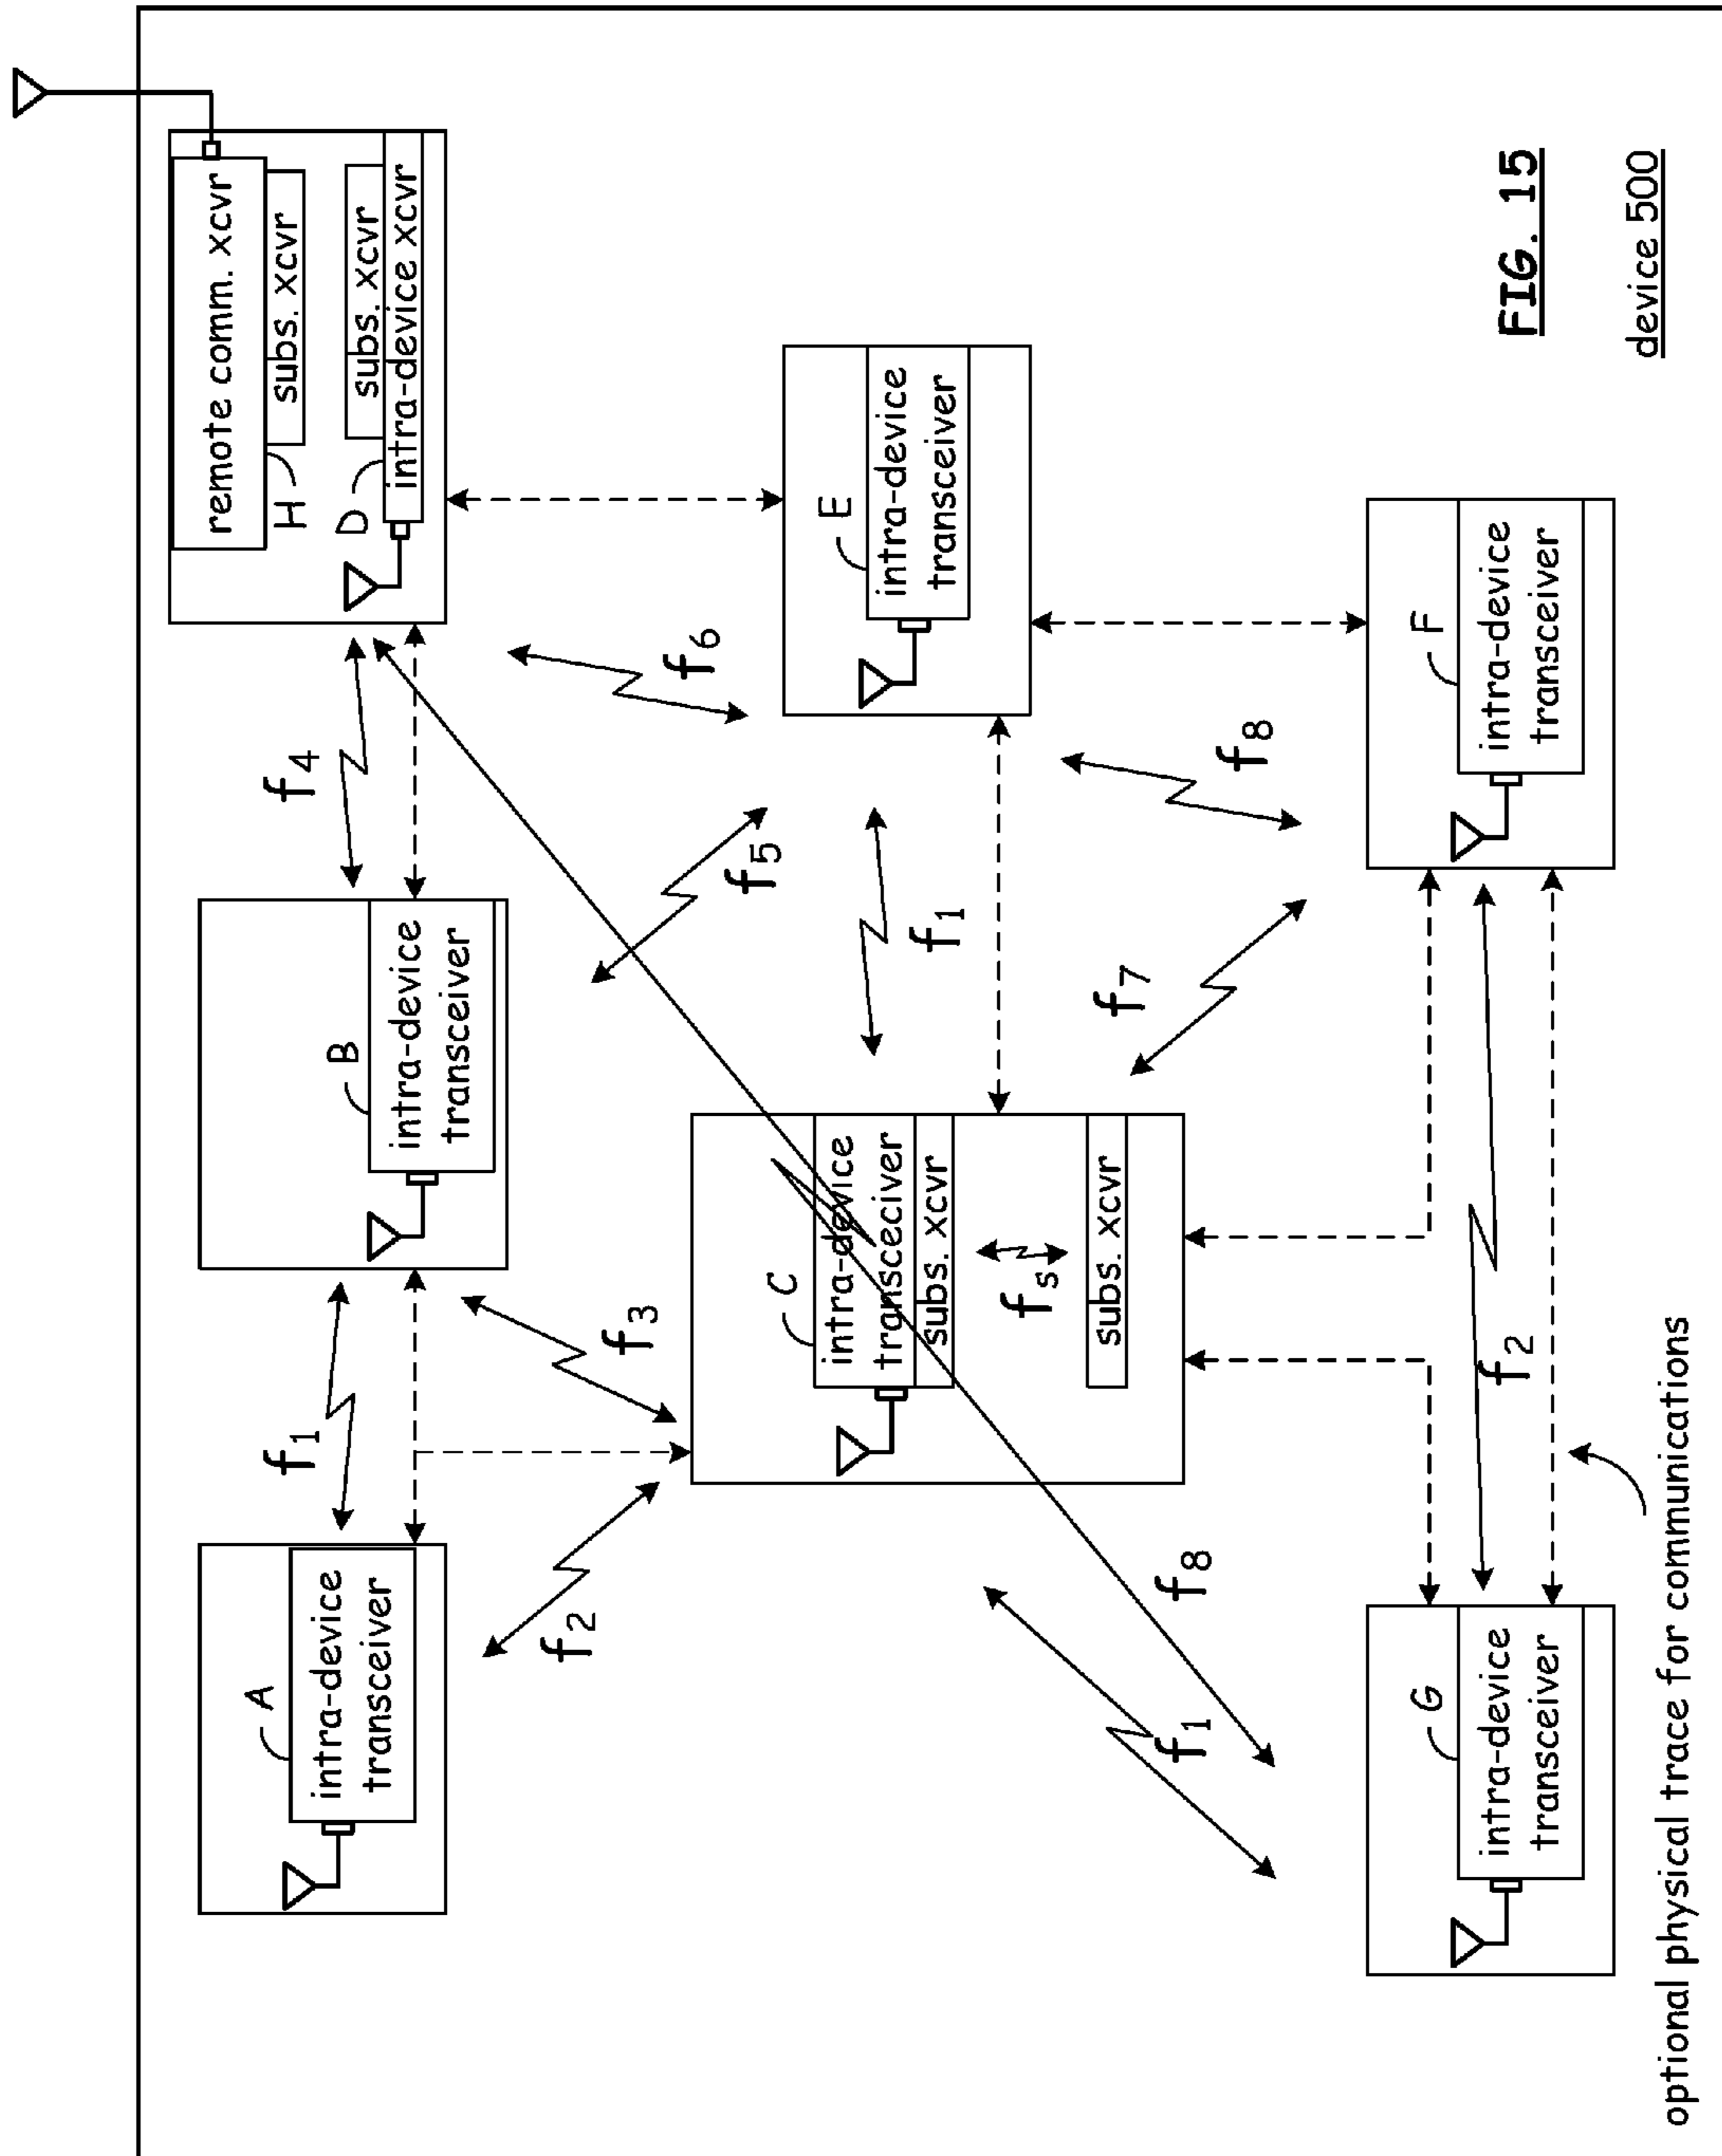 A
intra-device
transceiver
f1
B
intra-device
transceiver
f4
remote comm. xcvr
subs. xcvr
H
D
subs. xcvr
intra-device xcvr
f2
f3
f5
f6
C
intra-device
transeciver
subs. xcvr
fs
subs. xcvr
f1
E
intra-device
transceiver
f1
f8
f7
f8
G
intra-device
transceiver
f2
F
intra-device
transceiver
optional physical trace for communications
FIG. 15
device 500